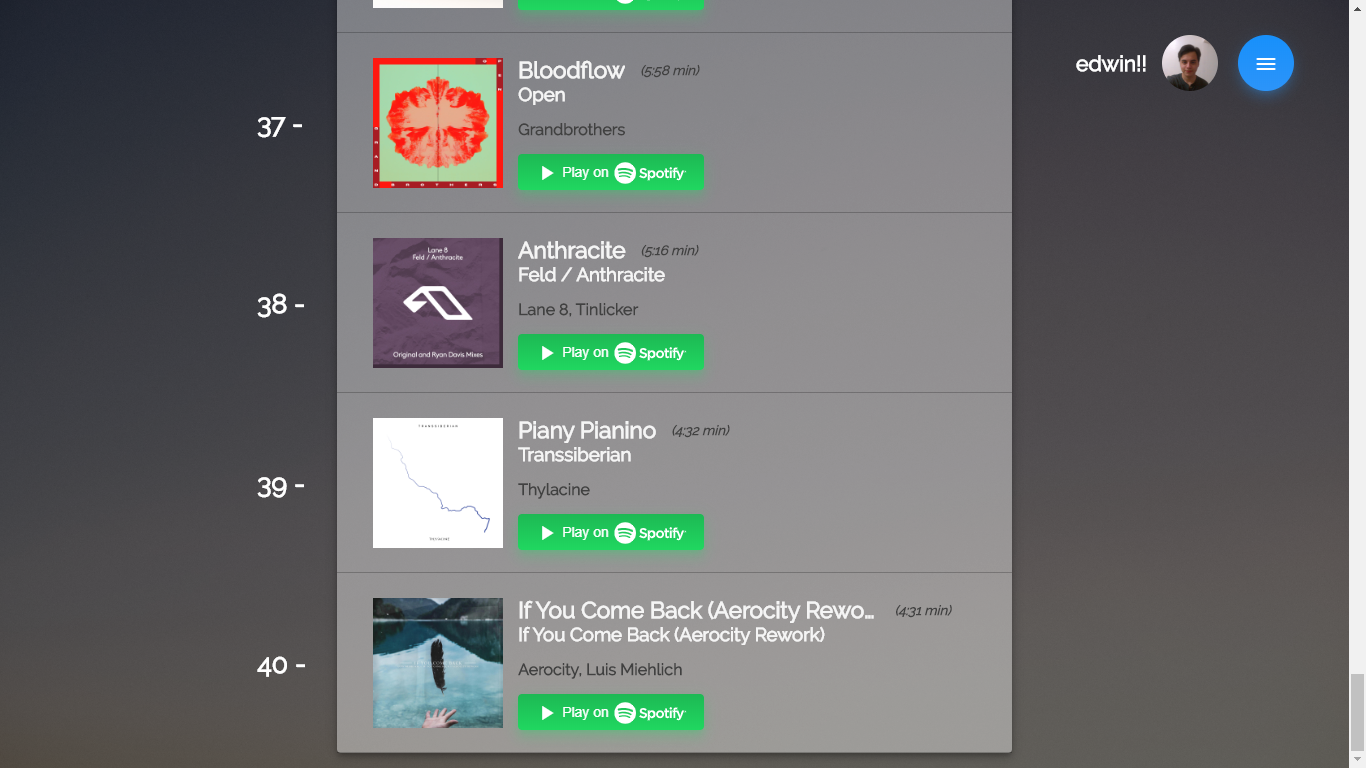 edwin!!
37 -
Bloodflow (5:58 min)
Open
Grandbrothers
Play on Spotify
38 -
Lane 8
Feld / Anthracite
Original and Ryan Davis Mixes
Anthracite (5:16 min)
Feld / Anthracite
Lane 8, Tinlicker
Play on Spotify
39 -
TRANSSIBERIAN
THYLACINE
Piany Pianino (4:32 min)
Transsiberian
Thylacine
Play on Spotify
40 -
If You Come Back (Aerocity Rewo...  (4:31 min)
If You Come Back (Aerocity Rework)
Aerocity, Luis Miehlich
Play on Spotify